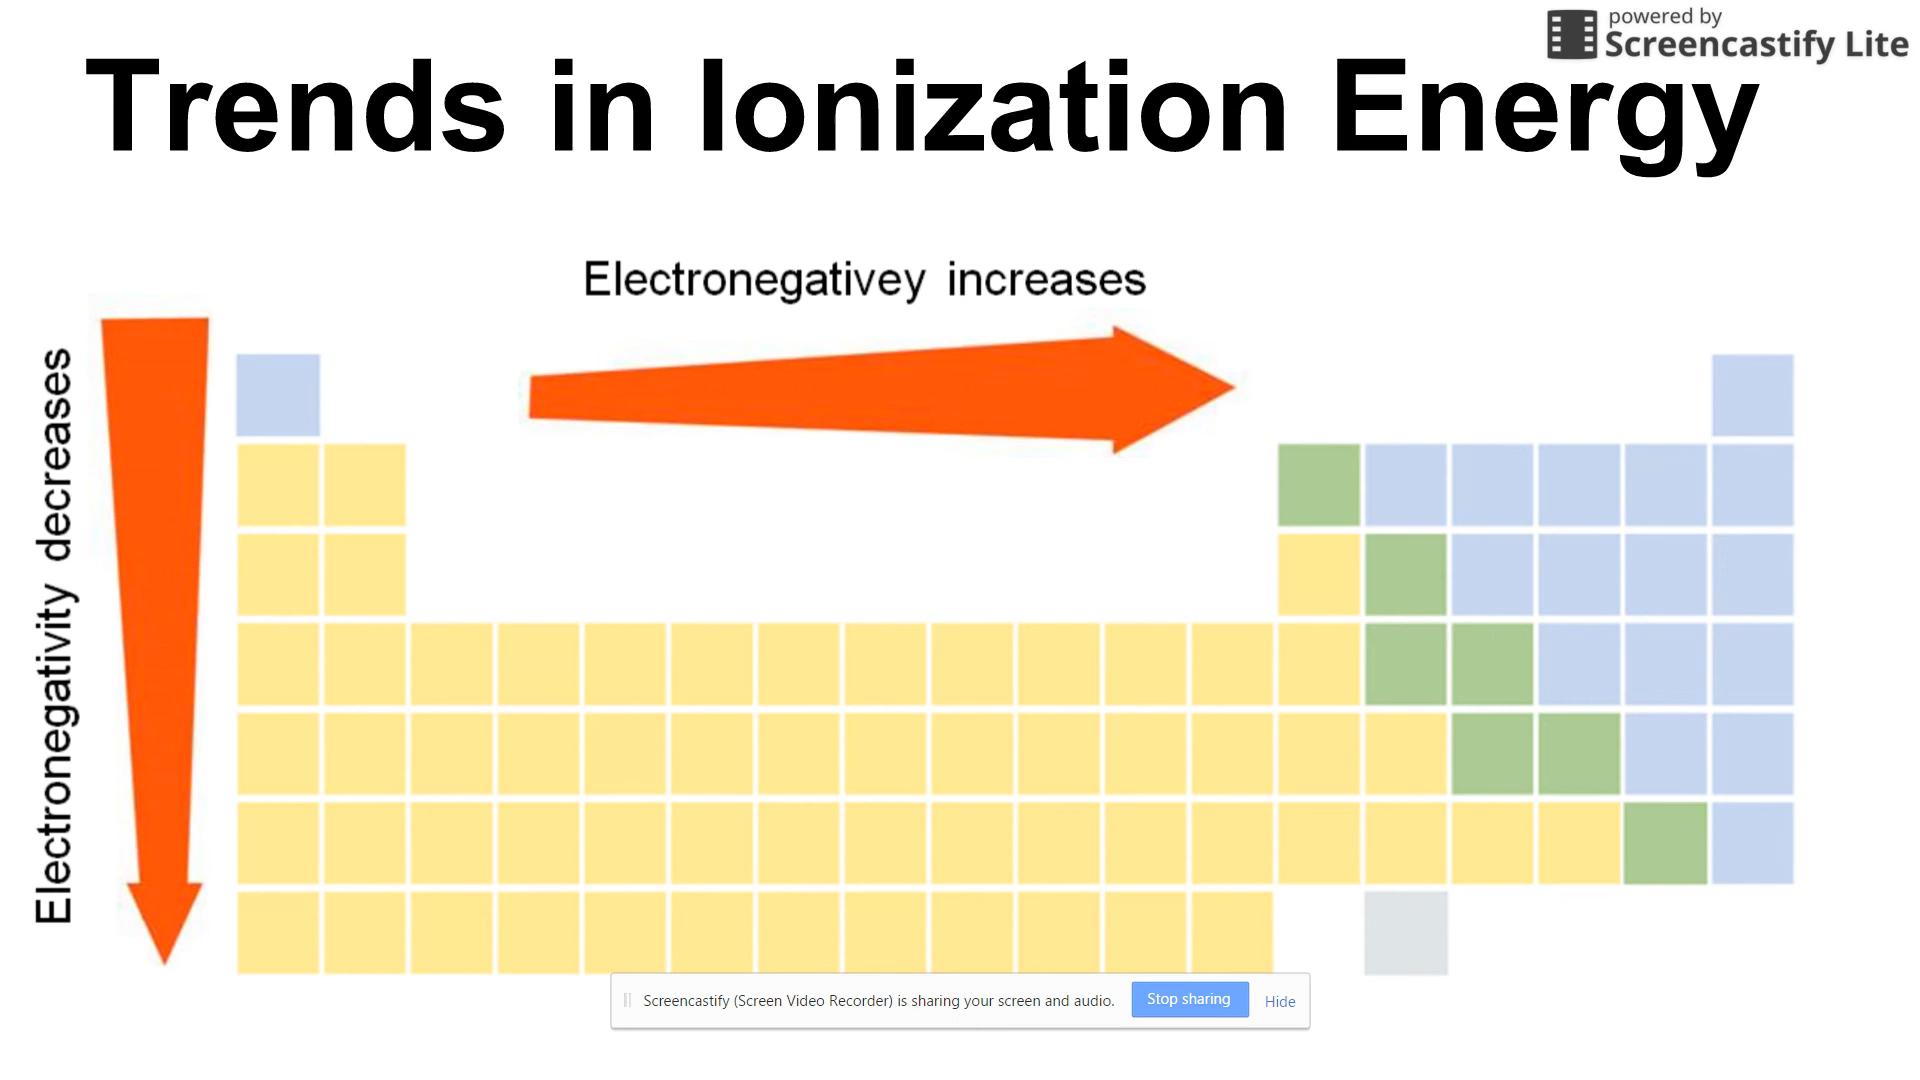 powered by
Screencastify Lite
Trends in Ionization Energy
Electronegativey increases
Electronegativity decreases
Screencastify (Screen Video Recorder) is sharing your screen and audio. Stop sharing Hide